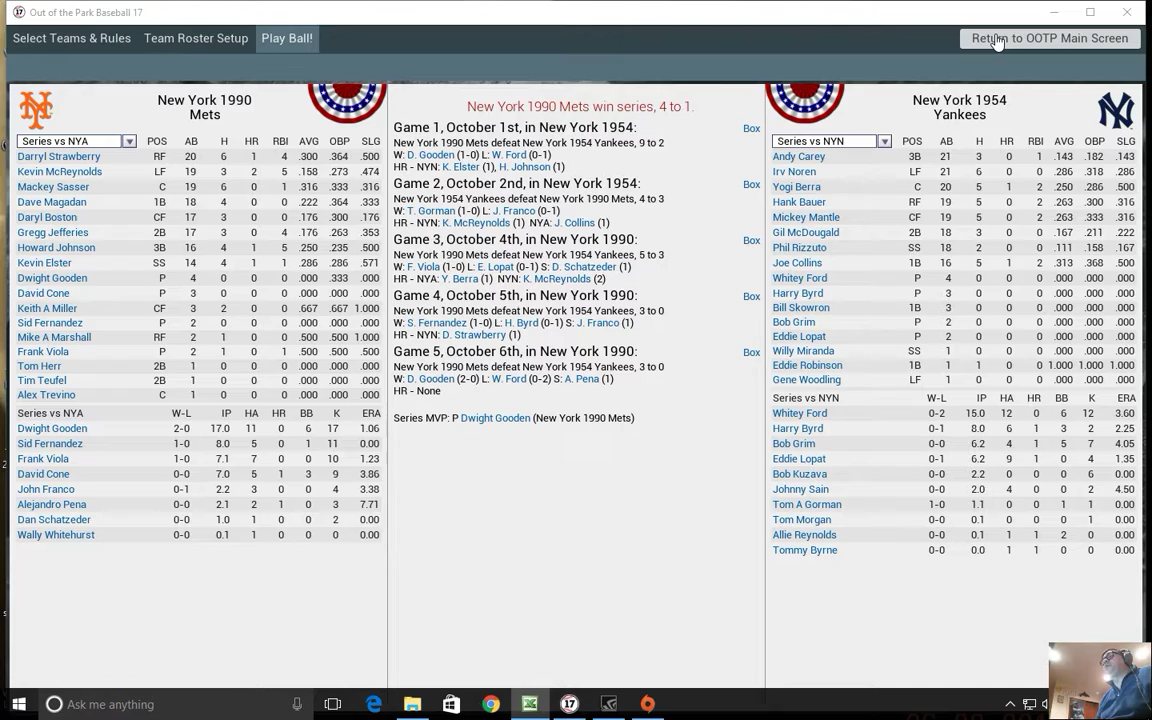 Out of the Park Baseball 17
Select Teams & Rules Team Roster Setup Play Ball! Return to OOTP Main Screen
New York 1990
Mets
Series vs NYA POS AB H HR RBI AVG OBP SLG
Darryl Strawberry RF 20 6 1 4 .300 .364 .500
Kevin McReynolds LF 19 3 2 5 .158 .273 .474
Mackey Sasser C 19 6 0 1 .316 .333 .316
Dave Magadan 1B 18 4 0 0 .222 .364 .333
Daryl Boston CF 17 3 0 0 .176 .300 .176
Gregg Jefferies 2B 17 3 0 4 .176 .263 .353
Howard Johnson 3B 16 4 1 5 .250 .235 .500
Kevin Elster SS 14 4 1 1 .286 .286 .571
Dwight Gooden P 4 0 0 0 .000 .333 .000
David Cone P 3 0 0 0 .000 .000 .000
Keith A Miller CF 3 2 0 0 .667 .667 1.000
Sid Fernandez P 2 0 0 0 .000 .000 .000
Mike A Marshall RF 2 1 0 0 .500 .500 1.000
Frank Viola P 2 1 0 1 .500 .500 .500
Tom Herr 2B 1 0 0 0 .000 .000 .000
Tim Teufel 2B 1 0 0 0 .000 .000 .000
Alex Trevino C 1 0 0 0 .000 .000 .000
Series vs NYA W-L IP HA HR BB K ERA
Dwight Gooden 2-0 17.0 11 0 6 17 1.06
Sid Fernandez 1-0 8.0 5 0 1 11 0.00
Frank Viola 1-0 7.1 7 0 0 10 1.23
David Cone 0-0 7.0 5 1 3 9 3.86
John Franco 0-1 2.2 3 0 0 4 3.38
Alejandro Pena 0-0 2.1 2 1 0 3 7.71
Dan Schatzeder 0-0 1.0 1 0 0 2 0.00
Wally Whitehurst 0-0 0.1 1 0 0 0 0.00
New York 1990 Mets win series, 4 to 1.
Game 1, October 1st, in New York 1954: Box
New York 1990 Mets defeat New York 1954 Yankees, 9 to 2
W: D. Gooden (1-0) L: W. Ford (0-1)
HR - NYN: K. Elster (1), H. Johnson (1)
Game 2, October 2nd, in New York 1954: Box
New York 1954 Yankees defeat New York 1990 Mets, 4 to 3
W: T. Gorman (1-0) L: J. Franco (0-1)
HR - NYN: K. McReynolds (1) NYA: J. Collins (1)
Game 3, October 4th, in New York 1990: Box
New York 1990 Mets defeat New York 1954 Yankees, 5 to 3
W: F. Viola (1-0) L: E. Lopat (0-1) S: D. Schatzeder (1)
HR - NYA: Y. Berra (1) NYN: K. McReynolds (2)
Game 4, October 5th, in New York 1990: Box
New York 1990 Mets defeat New York 1954 Yankees, 3 to 0
W: S. Fernandez (1-0) L: H. Byrd (0-1) S: J. Franco (1)
HR - NYN: D. Strawberry (1)
Game 5, October 6th, in New York 1990: Box
New York 1990 Mets defeat New York 1954 Yankees, 3 to 0
W: D. Gooden (2-0) L: W. Ford (0-2) S: A. Pena (1)
HR - None
Series MVP: P Dwight Gooden (New York 1990 Mets)
New York 1954
Yankees
Series vs NYN POS AB H HR RBI AVG OBP SLG
Andy Carey 3B 21 3 0 1 .143 .182 .143
Irv Noren LF 21 6 0 0 .286 .318 .286
Yogi Berra C 20 5 1 2 .250 .286 .500
Hank Bauer RF 19 5 0 2 .263 .300 .316
Mickey Mantle CF 19 5 0 2 .263 .333 .316
Gil McDougald 2B 18 3 0 0 .167 .211 .222
Phil Rizzuto SS 18 2 0 0 .111 .158 .167
Joe Collins 1B 16 5 1 2 .313 .368 .500
Whitey Ford P 4 0 0 0 .000 .000 .000
Harry Byrd P 3 0 0 0 .000 .000 .000
Bill Skowron 1B 3 0 0 0 .000 .000 .000
Bob Grim P 2 0 0 0 .000 .000 .000
Eddie Lopat P 2 0 0 0 .000 .000 .000
Willy Miranda SS 1 0 0 0 .000 .000 .000
Eddie Robinson 1B 1 1 0 0 1.000 1.000 1.000
Gene Woodling LF 1 0 0 0 .000 .000 .000
Series vs NYN W-L IP HA HR BB K ERA
Whitey Ford 0-2 15.0 12 0 6 12 3.60
Harry Byrd 0-1 8.0 6 1 3 2 2.25
Bob Grim 0-0 6.2 4 1 5 7 4.05
Eddie Lopat 0-1 6.2 9 1 0 4 1.35
Bob Kuzava 0-0 2.2 0 0 0 6 0.00
Johnny Sain 0-0 2.0 4 0 0 2 4.50
Tom A Gorman 1-0 1.1 0 0 1 1 0.00
Tom Morgan 0-0 0.1 0 0 0 1 0.00
Allie Reynolds 0-0 0.1 1 1 2 0 0.00
Tommy Byrne 0-0 0.0 1 1 0 0 0.00
Ask me anything